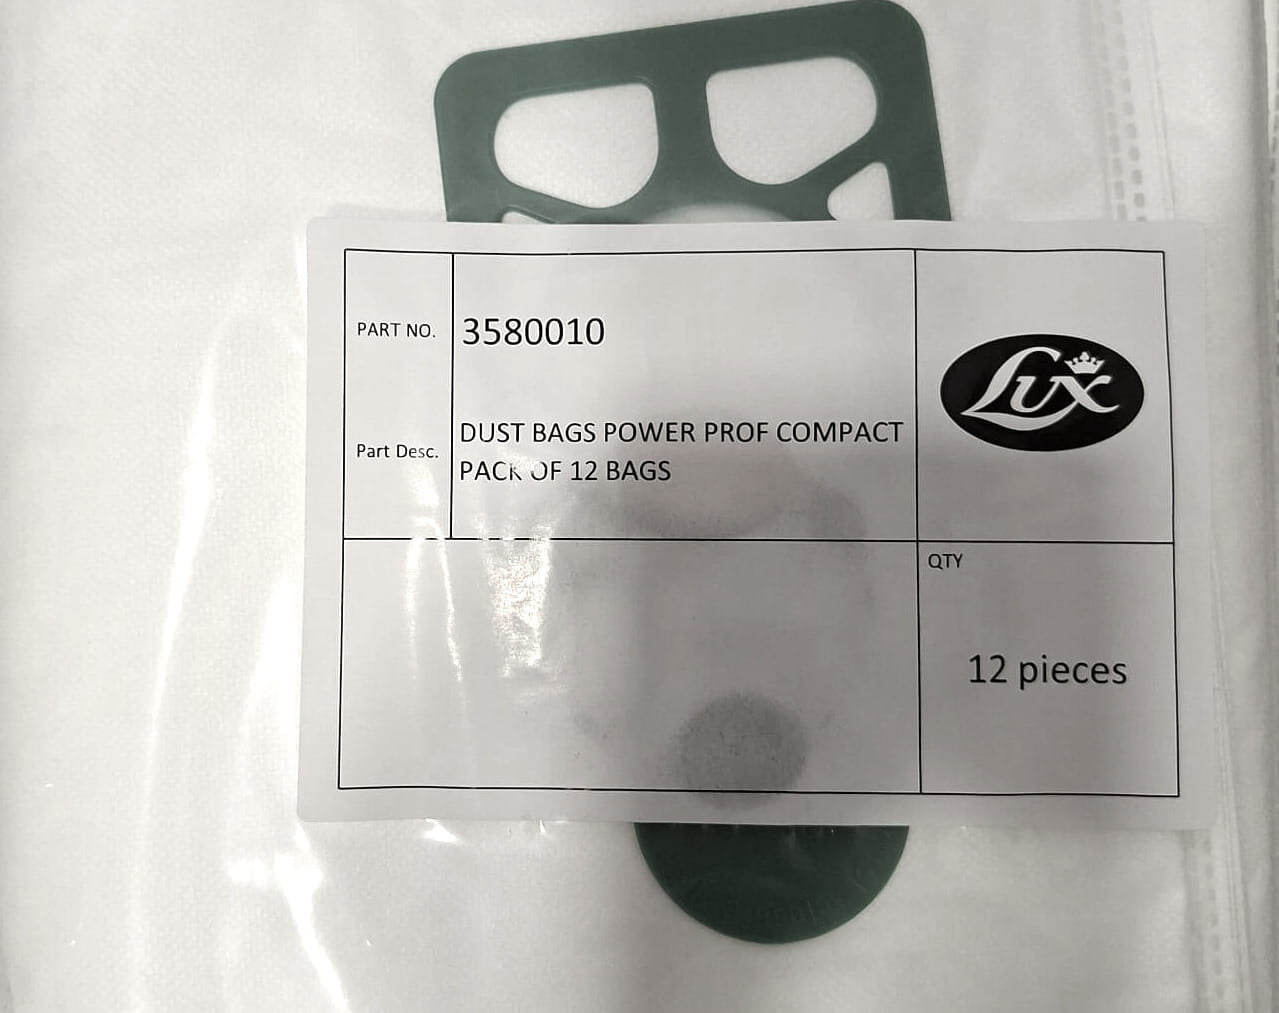 PART NO.
3580010
Part Desc.
DUST BAGS POWER PROF COMPACT
PACK OF 12 BAGS
Lux
QTY
12 pieces